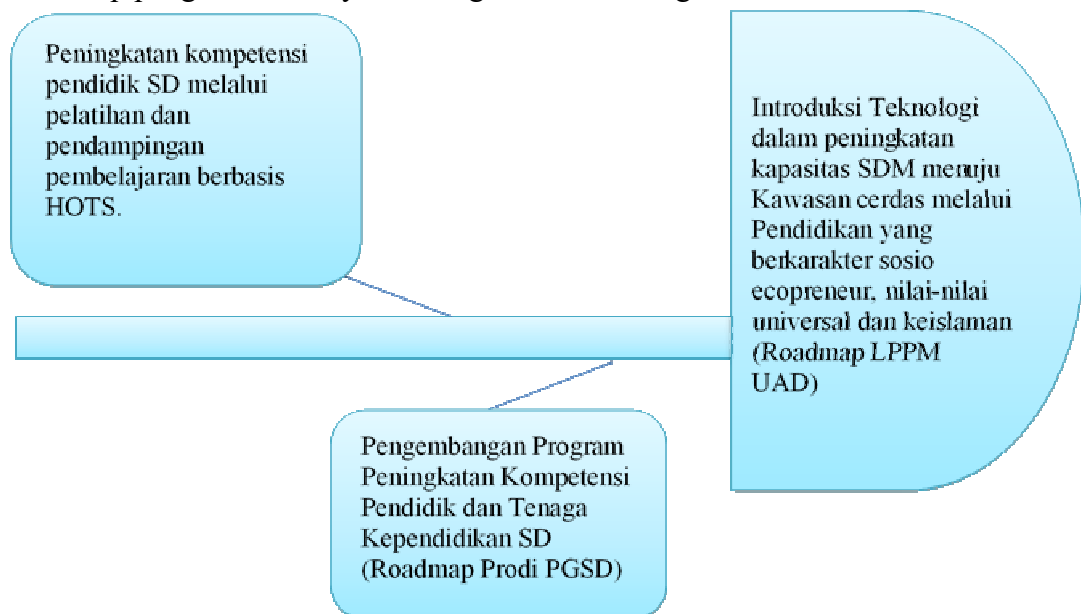 Peningkatan kompetensi
pendidik SD melalui
pelatihan dan
pendampingan
pembelajaran berbasis
HOTS.
Introduksi Teknologi
dalam peningkatan
kapasitas SDM menuju
Kawasan cerdas melalui
Pendidikan yang
berkarakter sosio
ecopreneur, nilai-nilai
universal dan keislaman
(Roadmap LPPM
UAD)
Pengembangan Program
Peningkatan Kompetensi
Pendidik dan Tenaga
Kependidikan SD
(Roadmap Prodi PGSD)